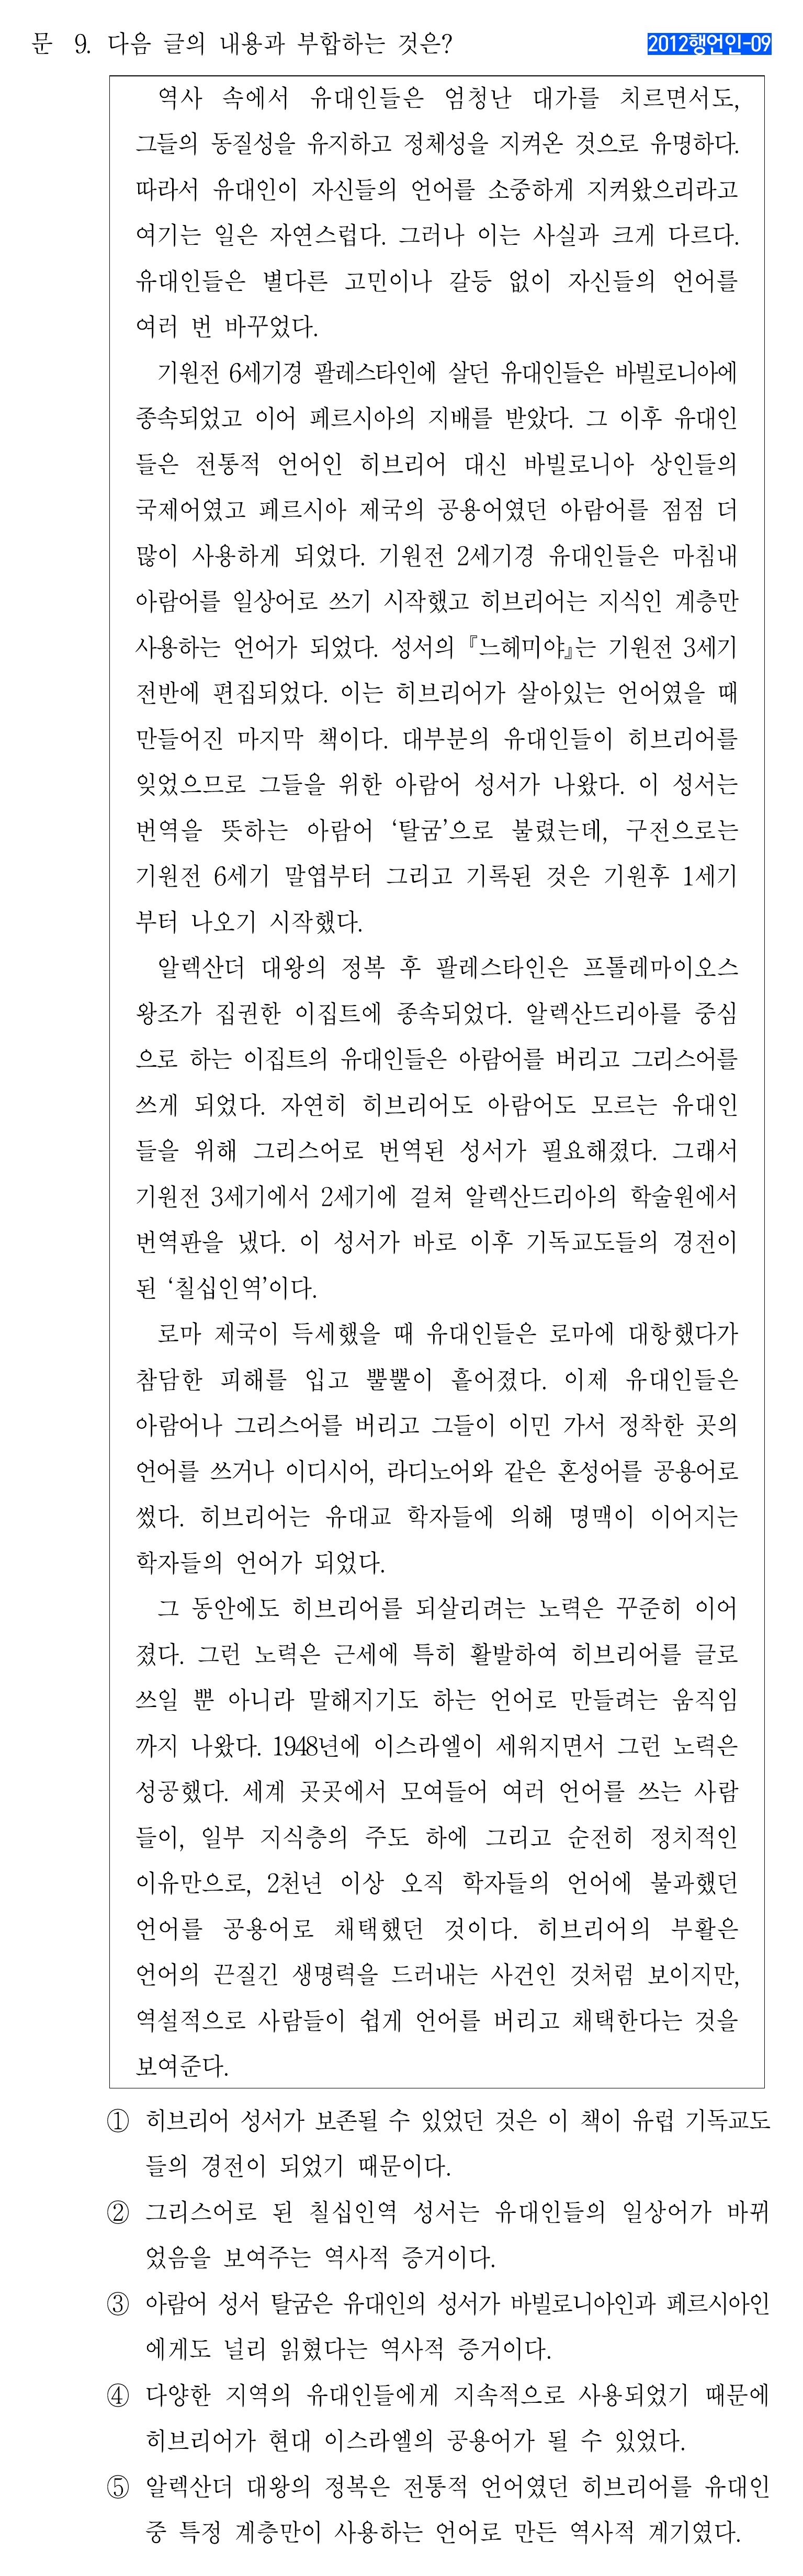 문 9. 다음 글의 내용과 부합하는 것은?
2012행언인-09
역사 속에서 유대인들은 엄청난 대가를 치르면서도,
그들의 동질성을 유지하고 정체성을 지켜온 것으로 유명하다.
따라서 유대인이 자신들의 언어를 소중하게 지켜왔으리라고
여기는 일은 자연스럽다. 그러나 이는 사실과 크게 다르다.
유대인들은 별다른 고민이나 갈등 없이 자신들의 언어를
여러 번 바꾸었다.
기원전 6세기경 팔레스타인에 살던 유대인들은 바빌로니아에
종속되었고 이어 페르시아의 지배를 받았다. 그 이후 유대인
들은 전통적 언어인 히브리어 대신 바빌로니아 상인들의
국제어였고 페르시아 제국의 공용어였던 아람어를 점점 더
많이 사용하게 되었다. 기원전 2세기경 유대인들은 마침내
아람어를 일상어로 쓰기 시작했고 히브리어는 지식인 계층만
사용하는 언어가 되었다. 성서의 『느헤미야』는 기원전 3세기
전반에 편집되었다. 이는 히브리어가 살아있는 언어였을 때
만들어진 마지막 책이다. 대부분의 유대인들이 히브리어를
잊었으므로 그들을 위한 아람어 성서가 나왔다. 이 성서는
번역을 뜻하는 아람어 ‘탈굼’으로 불렸는데, 구전으로는
기원전 6세기 말엽부터 그리고 기록된 것은 기원후 1세기
부터 나오기 시작했다.
알렉산더 대왕의 정복 후 팔레스타인은 프톨레마이오스
왕조가 집권한 이집트에 종속되었다. 알렉산드리아를 중심
으로 하는 이집트의 유대인들은 아람어를 버리고 그리스어를
쓰게 되었다. 자연히 히브리어도 아람어도 모르는 유대인
들을 위해 그리스어로 번역된 성서가 필요해졌다. 그래서
기원전 3세기에서 2세기에 걸쳐 알렉산드리아의 학술원에서
번역판을 냈다. 이 성서가 바로 이후 기독교도들의 경전이
된 ‘칠십인역’이다.
로마 제국이 득세했을 때 유대인들은 로마에 대항했다가
참담한 피해를 입고 뿔뿔이 흩어졌다. 이제 유대인들은
아람어나 그리스어를 버리고 그들이 이민 가서 정착한 곳의
언어를 쓰거나 이디시어, 라디노어와 같은 혼성어를 공용어로
썼다. 히브리어는 유대교 학자들에 의해 명맥이 이어지는
학자들의 언어가 되었다.
그 동안에도 히브리어를 되살리려는 노력은 꾸준히 이어
졌다. 그런 노력은 근세에 특히 활발하여 히브리어를 글로
쓰일 뿐 아니라 말해지기도 하는 언어로 만들려는 움직임
까지 나왔다. 1948년에 이스라엘이 세워지면서 그런 노력은
성공했다. 세계 곳곳에서 모여들어 여러 언어를 쓰는 사람
들이, 일부 지식층의 주도 하에 그리고 순전히 정치적인
이유만으로, 2천년 이상 오직 학자들의 언어에 불과했던
언어를 공용어로 채택했던 것이다. 히브리어의 부활은
언어의 끈질긴 생명력을 드러내는 사건인 것처럼 보이지만,
역설적으로 사람들이 쉽게 언어를 버리고 채택한다는 것을
보여준다.
① 히브리어 성서가 보존될 수 있었던 것은 이 책이 유럽 기독교도
들의 경전이 되었기 때문이다.
② 그리스어로 된 칠십인역 성서는 유대인들의 일상어가 바뀌
었음을 보여주는 역사적 증거이다.
③ 아람어 성서 탈굼은 유대인의 성서가 바빌로니아인과 페르시아인
에게도 널리 읽혔다는 역사적 증거이다.
④ 다양한 지역의 유대인들에게 지속적으로 사용되었기 때문에
히브리어가 현대 이스라엘의 공용어가 될 수 있었다.
⑤ 알렉산더 대왕의 정복은 전통적 언어였던 히브리어를 유대인
중 특정 계층만이 사용하는 언어로 만든 역사적 계기였다.